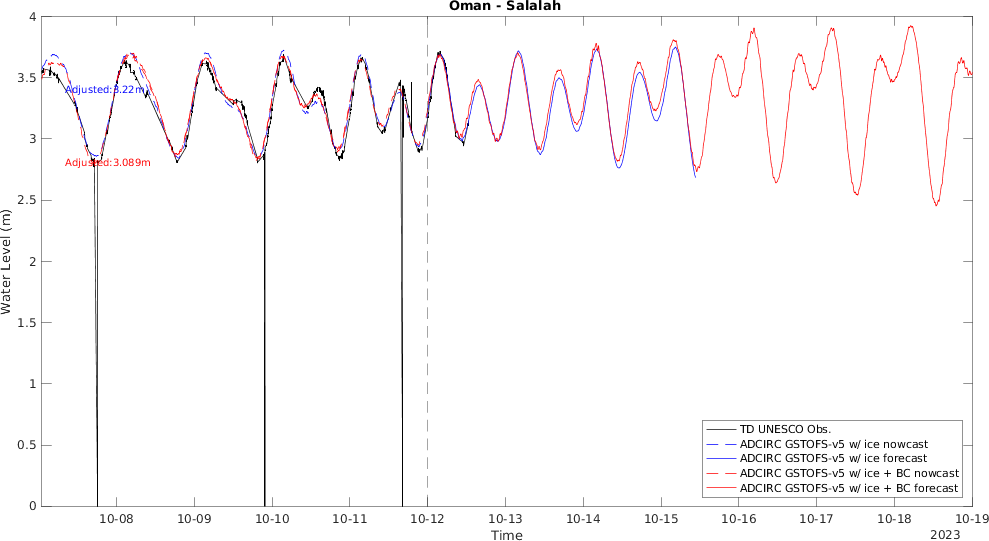 Oman - Salalah
4
3.5
3
2.5
2
1.5
1
0.5
0
Water Level (m)
Adjusted:3.22m
Adjusted:3.089m
TD UNESCO Obs.
ADCIRC GSTOFS-v5 w/ ice nowcast
ADCIRC GSTOFS-v5 w/ ice forecast
ADCIRC GSTOFS-v5 w/ ice + BC nowcast
ADCIRC GSTOFS-v5 w/ ice + BC forecast
10-08 10-09 10-10 10-11 10-12 10-13 10-14 10-15 10-16 10-17 10-18 10-19
Time
2023